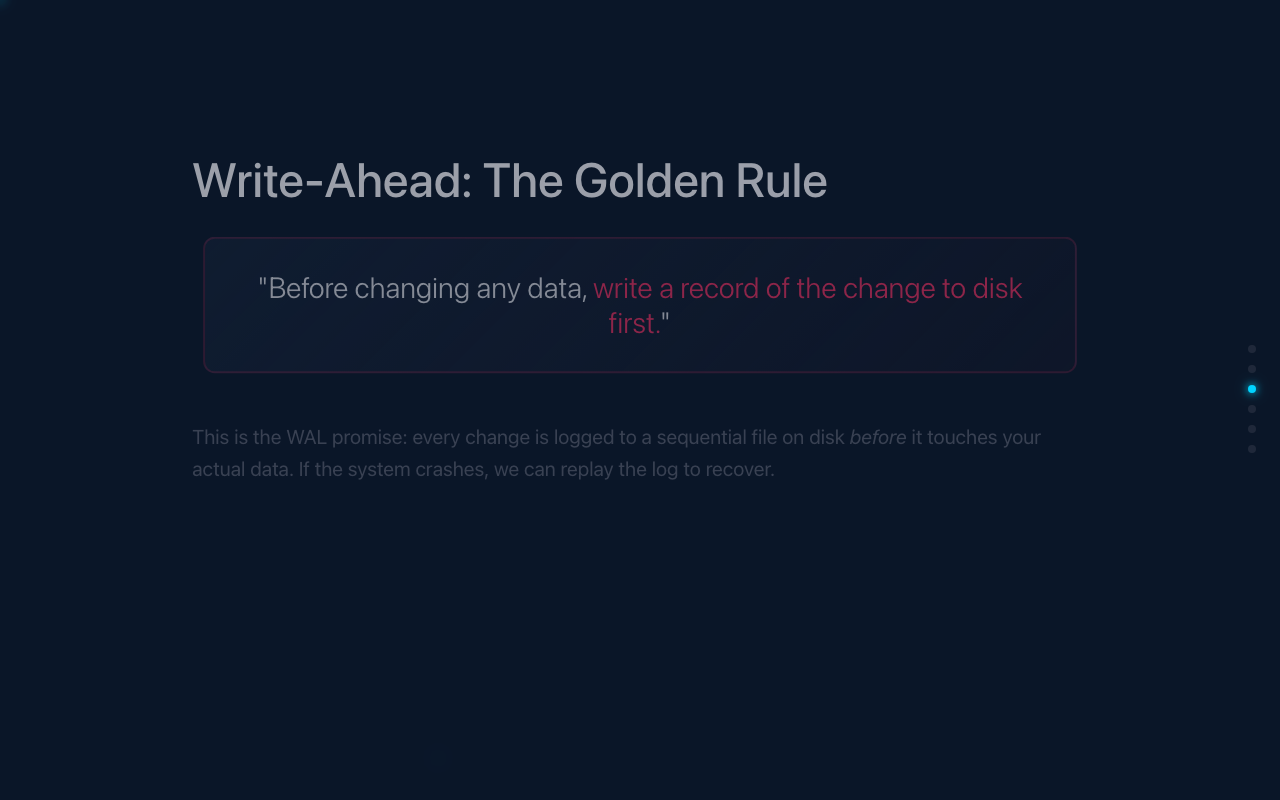 Write-Ahead: The Golden Rule
"Before changing any data, write a record of the change to disk
first."
This is the WAL promise: every change is logged to a sequential file on disk before it touches your
actual data. If the system crashes, we can replay the log to recover.